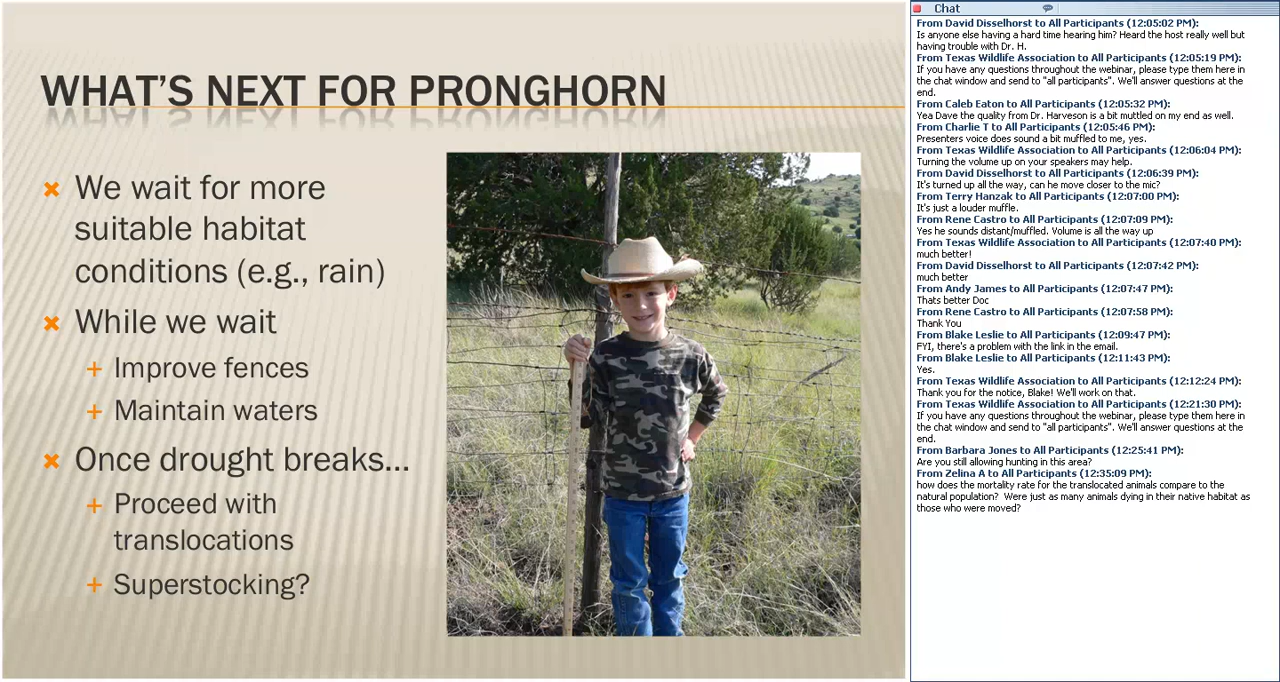 WHAT'S NEXT FOR PRONGHORN
We wait for more
suitable habitat
conditions (e.g., rain)
While we wait
Improve fences
Maintain waters
Once drought breaks…
Proceed with
translocations
Superstocking?
Chat
From David Disselhorst to All Participants (12:05:02 PM):
Is anyone else having a hard time hearing him? Heard the host really well but
having trouble with Dr. H.
From Texas Wildlife Association to All Participants (12:05:19 PM):
If you have any questions throughout the webinar, please type them here in
the chat window and send to "all participants". We'll answer questions at the
end.
From Caleb Eaton to All Participants (12:05:32 PM):
Yea Dave the quality from Dr. Harveson is a bit muttled on my end as well.
From Charlie T to All Participants (12:05:46 PM):
Presenters voice does sound a bit muffled to me, yes.
From Texas Wildlife Association to All Participants (12:06:04 PM):
Turning the volume up on your speakers may help.
From David Disselhorst to All Participants (12:06:39 PM):
It's turned up all the way, can he move closer to the mic?
From Terry Hanzak to All Participants (12:07:00 PM):
It's just a louder muffle.
From Rene Castro to All Participants (12:07:09 PM):
Yes he sounds distant/muffled. Volume is all the way up
From Texas Wildlife Association to All Participants (12:07:40 PM):
much better!
From David Disselhorst to All Participants (12:07:42 PM):
much better
From Andy James to All Participants (12:07:47 PM):
Thats better Doc
From Rene Castro to All Participants (12:07:58 PM):
Thank You
From Blake Leslie to All Participants (12:09:47 PM):
FYI, there's a problem with the link in the email.
From Blake Leslie to All Participants (12:11:43 PM):
Yes.
From Texas Wildlife Association to All Participants (12:12:24 PM):
Thank you for the notice, Blake! We'll work on that.
From Texas Wildlife Association to All Participants (12:21:30 PM):
If you have any questions throughout the webinar, please type them here in
the chat window and send to "all participants". We'll answer questions at the
end.
From Barbara Jones to All Participants (12:25:41 PM):
Are you still allowing hunting in this area?
From Zelina A to All Participants (12:35:09 PM):
how does the mortality rate for the translocated animals compare to the
natural population?  Were just as many animals dying in their native habitat as
those who were moved?